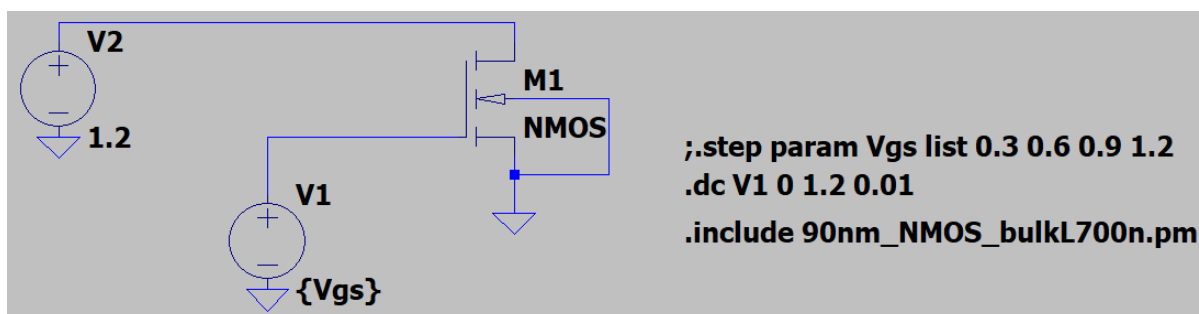 V2
1.2
M1
NMOS
V1
{Vgs}
;.step param Vgs list 0.3 0.6 0.9 1.2
.dc V1 0 1.2 0.01
.include 90nm_NMOS_bulkL700n.pm